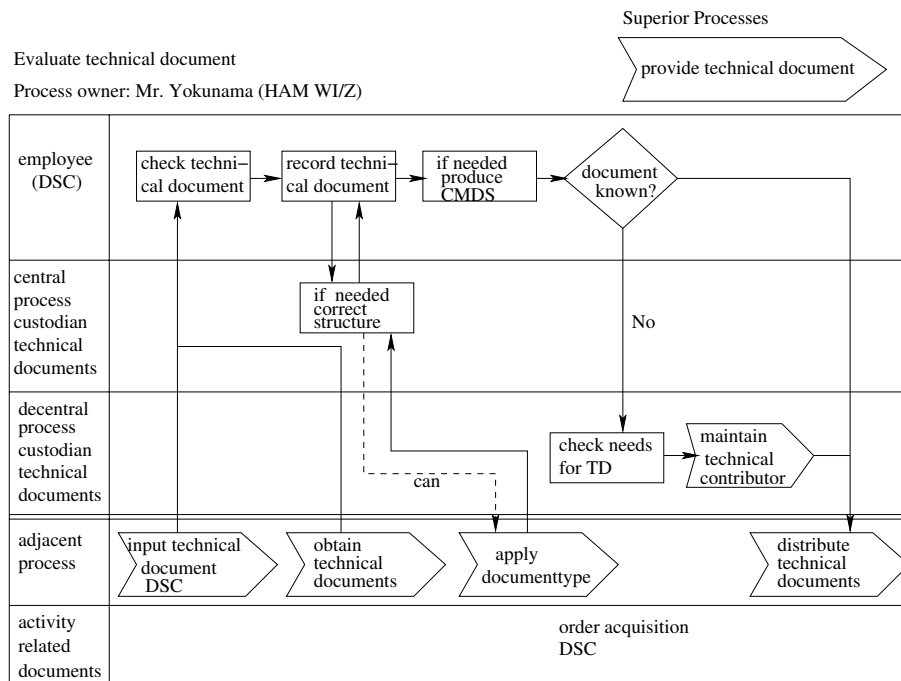 Superior Processes
Evaluate technical document
provide technical document
Process owner: Mr. Yokunama (HAM WI/Z)
employee
(DSC)
check techni-
cal document
record techni-
cal document
if needed
produce
CMDS
document
known?
central
process
custodian
technical
documents
if needed
correct
structure
No
decentral
process
custodian
technical
documents
can
check needs
for TD
maintain
technical
contributor
adjacent
process
input technical
document
DSC
obtain
technical
documents
apply
documenttype
distribute
technical
documents
activity
related
documents
order acquisition
DSC